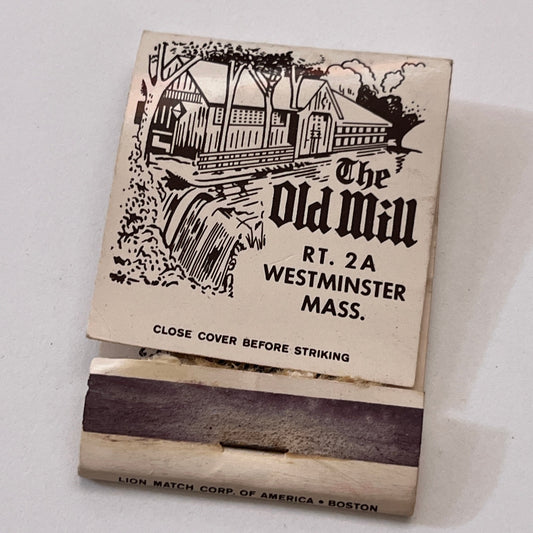 The
Old Mill
RT. 2A
WESTMINSTER
MASS.
CLOSE COVER BEFORE STRIKING
LION MATCH CORP. OF AMERICA • BOSTON